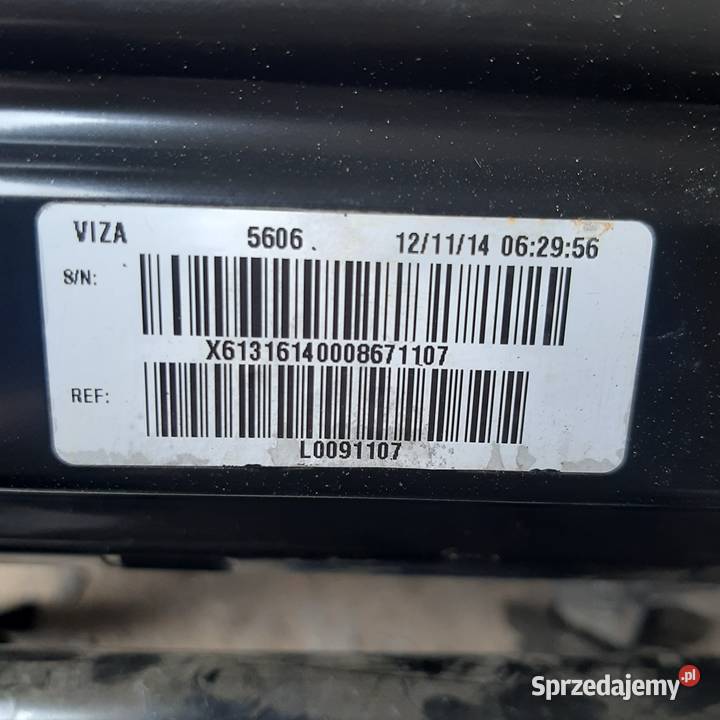 VIZA 5606. 12/11/14 06:29:56
S/N:
X61316140008671107
REF:
L0091107
Sprzedajemy.pl